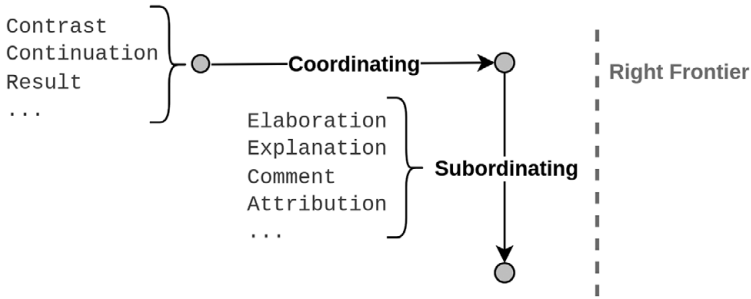 Contrast
Continuation
Result
...
Coordinating
Right Frontier
Elaboration
Explanation
Comment
Attribution
...
Subordinating